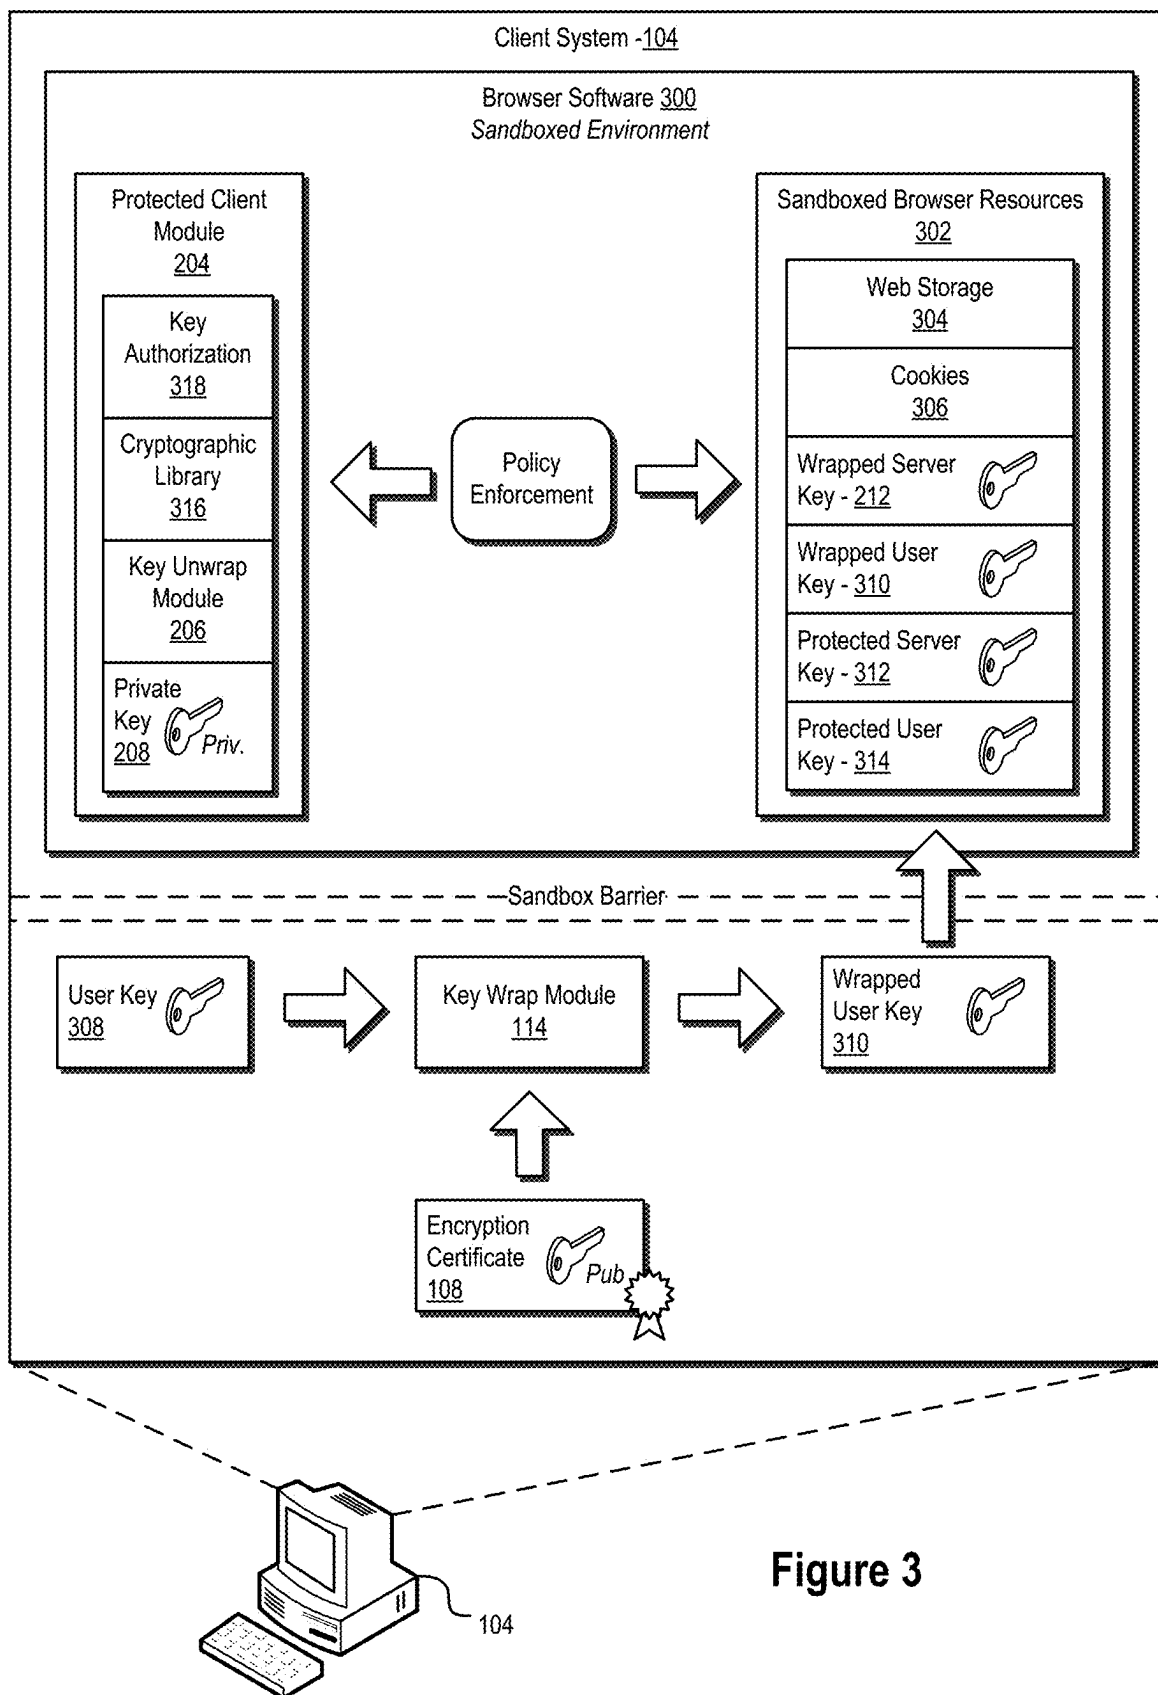 Client System -104
Browser Software 300
Sandboxed Environment
Protected Client
Module
204
Key
Authorization
318
Cryptographic
Library
316
Key Unwrap
Module
206
Private
Key
208
Priv.
Policy
Enforcement
Sandboxed Browser Resources
302
Web Storage
304
Cookies
306
Wrapped Server
Key - 212
Wrapped User
Key - 310
Protected Server
Key - 312
Protected User
Key - 314
Sandbox Barrier
User Key
308
Key Wrap Module
114
Wrapped
User Key
310
Encryption
Certificate
108
Pub
104
Figure 3